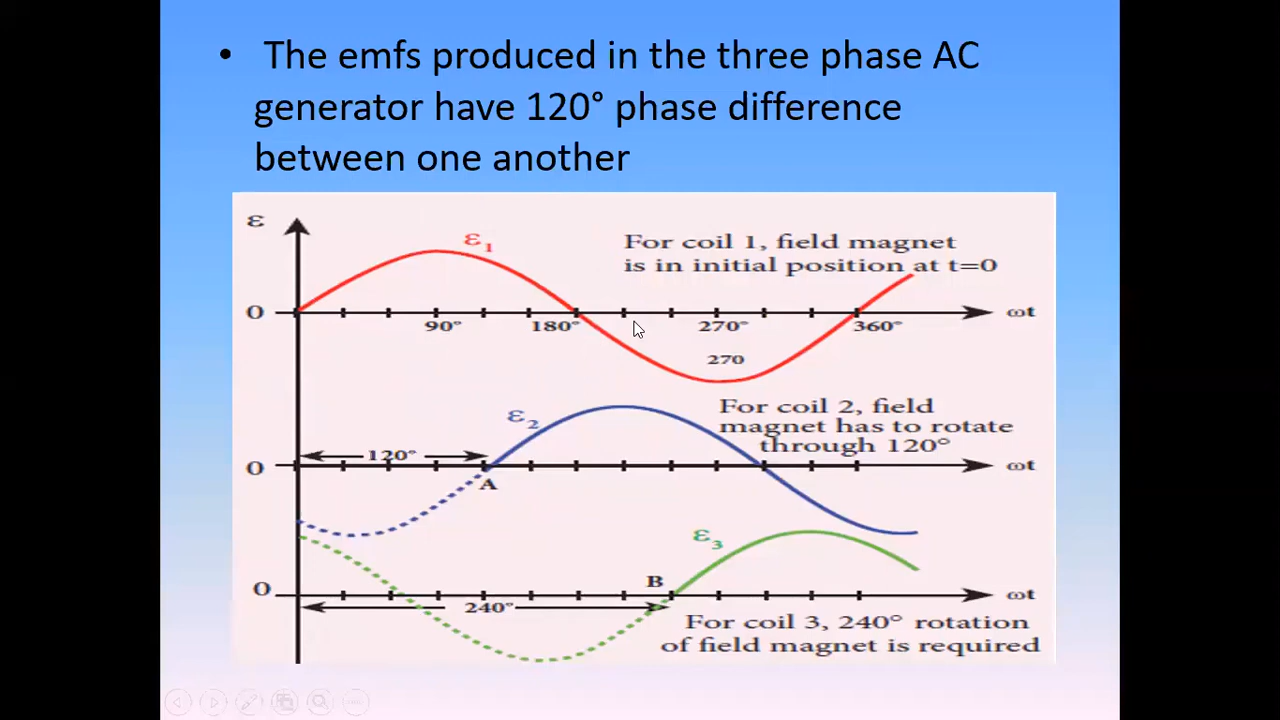 • The emfs produced in the three phase AC
generator have 120° phase difference
between one another
ε
ε₁
For coil 1, field magnet
is in initial position at t=0
0
ωt
90°
180°
270°
360°
270
ε₂
For coil 2, field
magnet has to rotate
through 120°
120°
0
ωt
A
ε₃
B
0
ωt
240°
For coil 3, 240° rotation
of field magnet is required